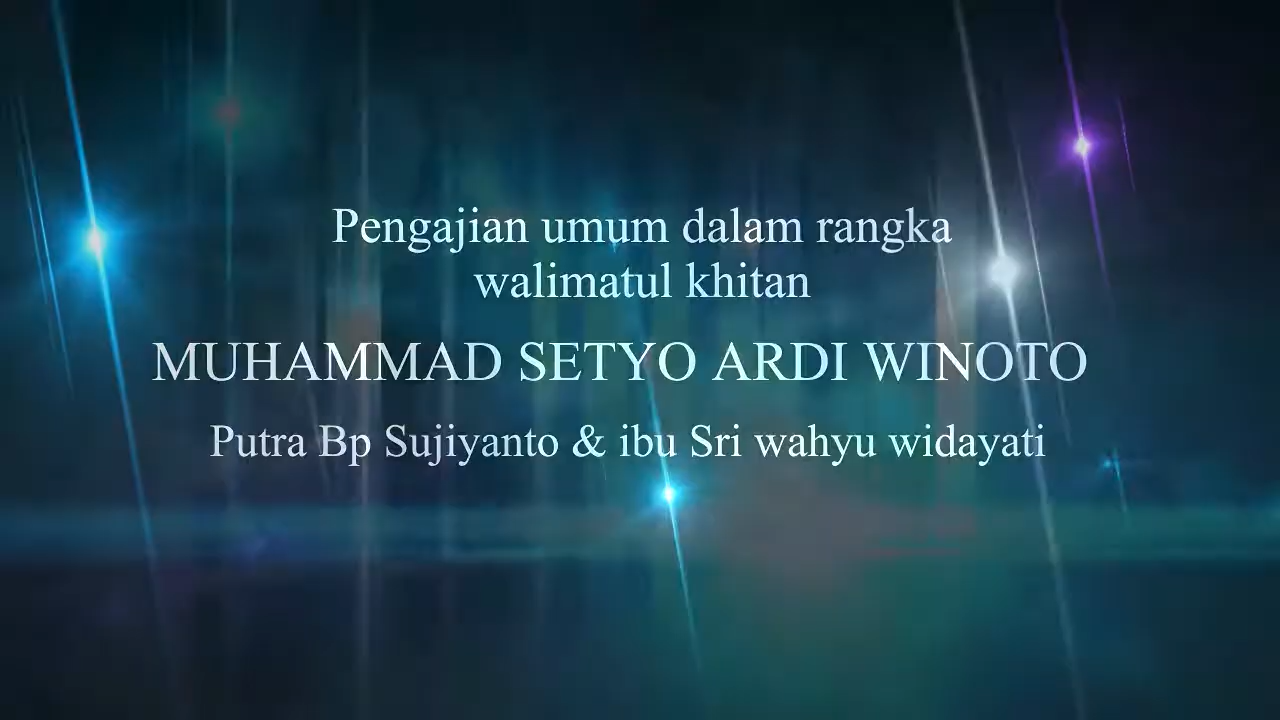 Pengajian umum dalam rangka
walimatul khitan
MUHAMMAD SETYO ARDI WINOTO
Putra Bp Sujiyanto & ibu Sri wahyu widayati